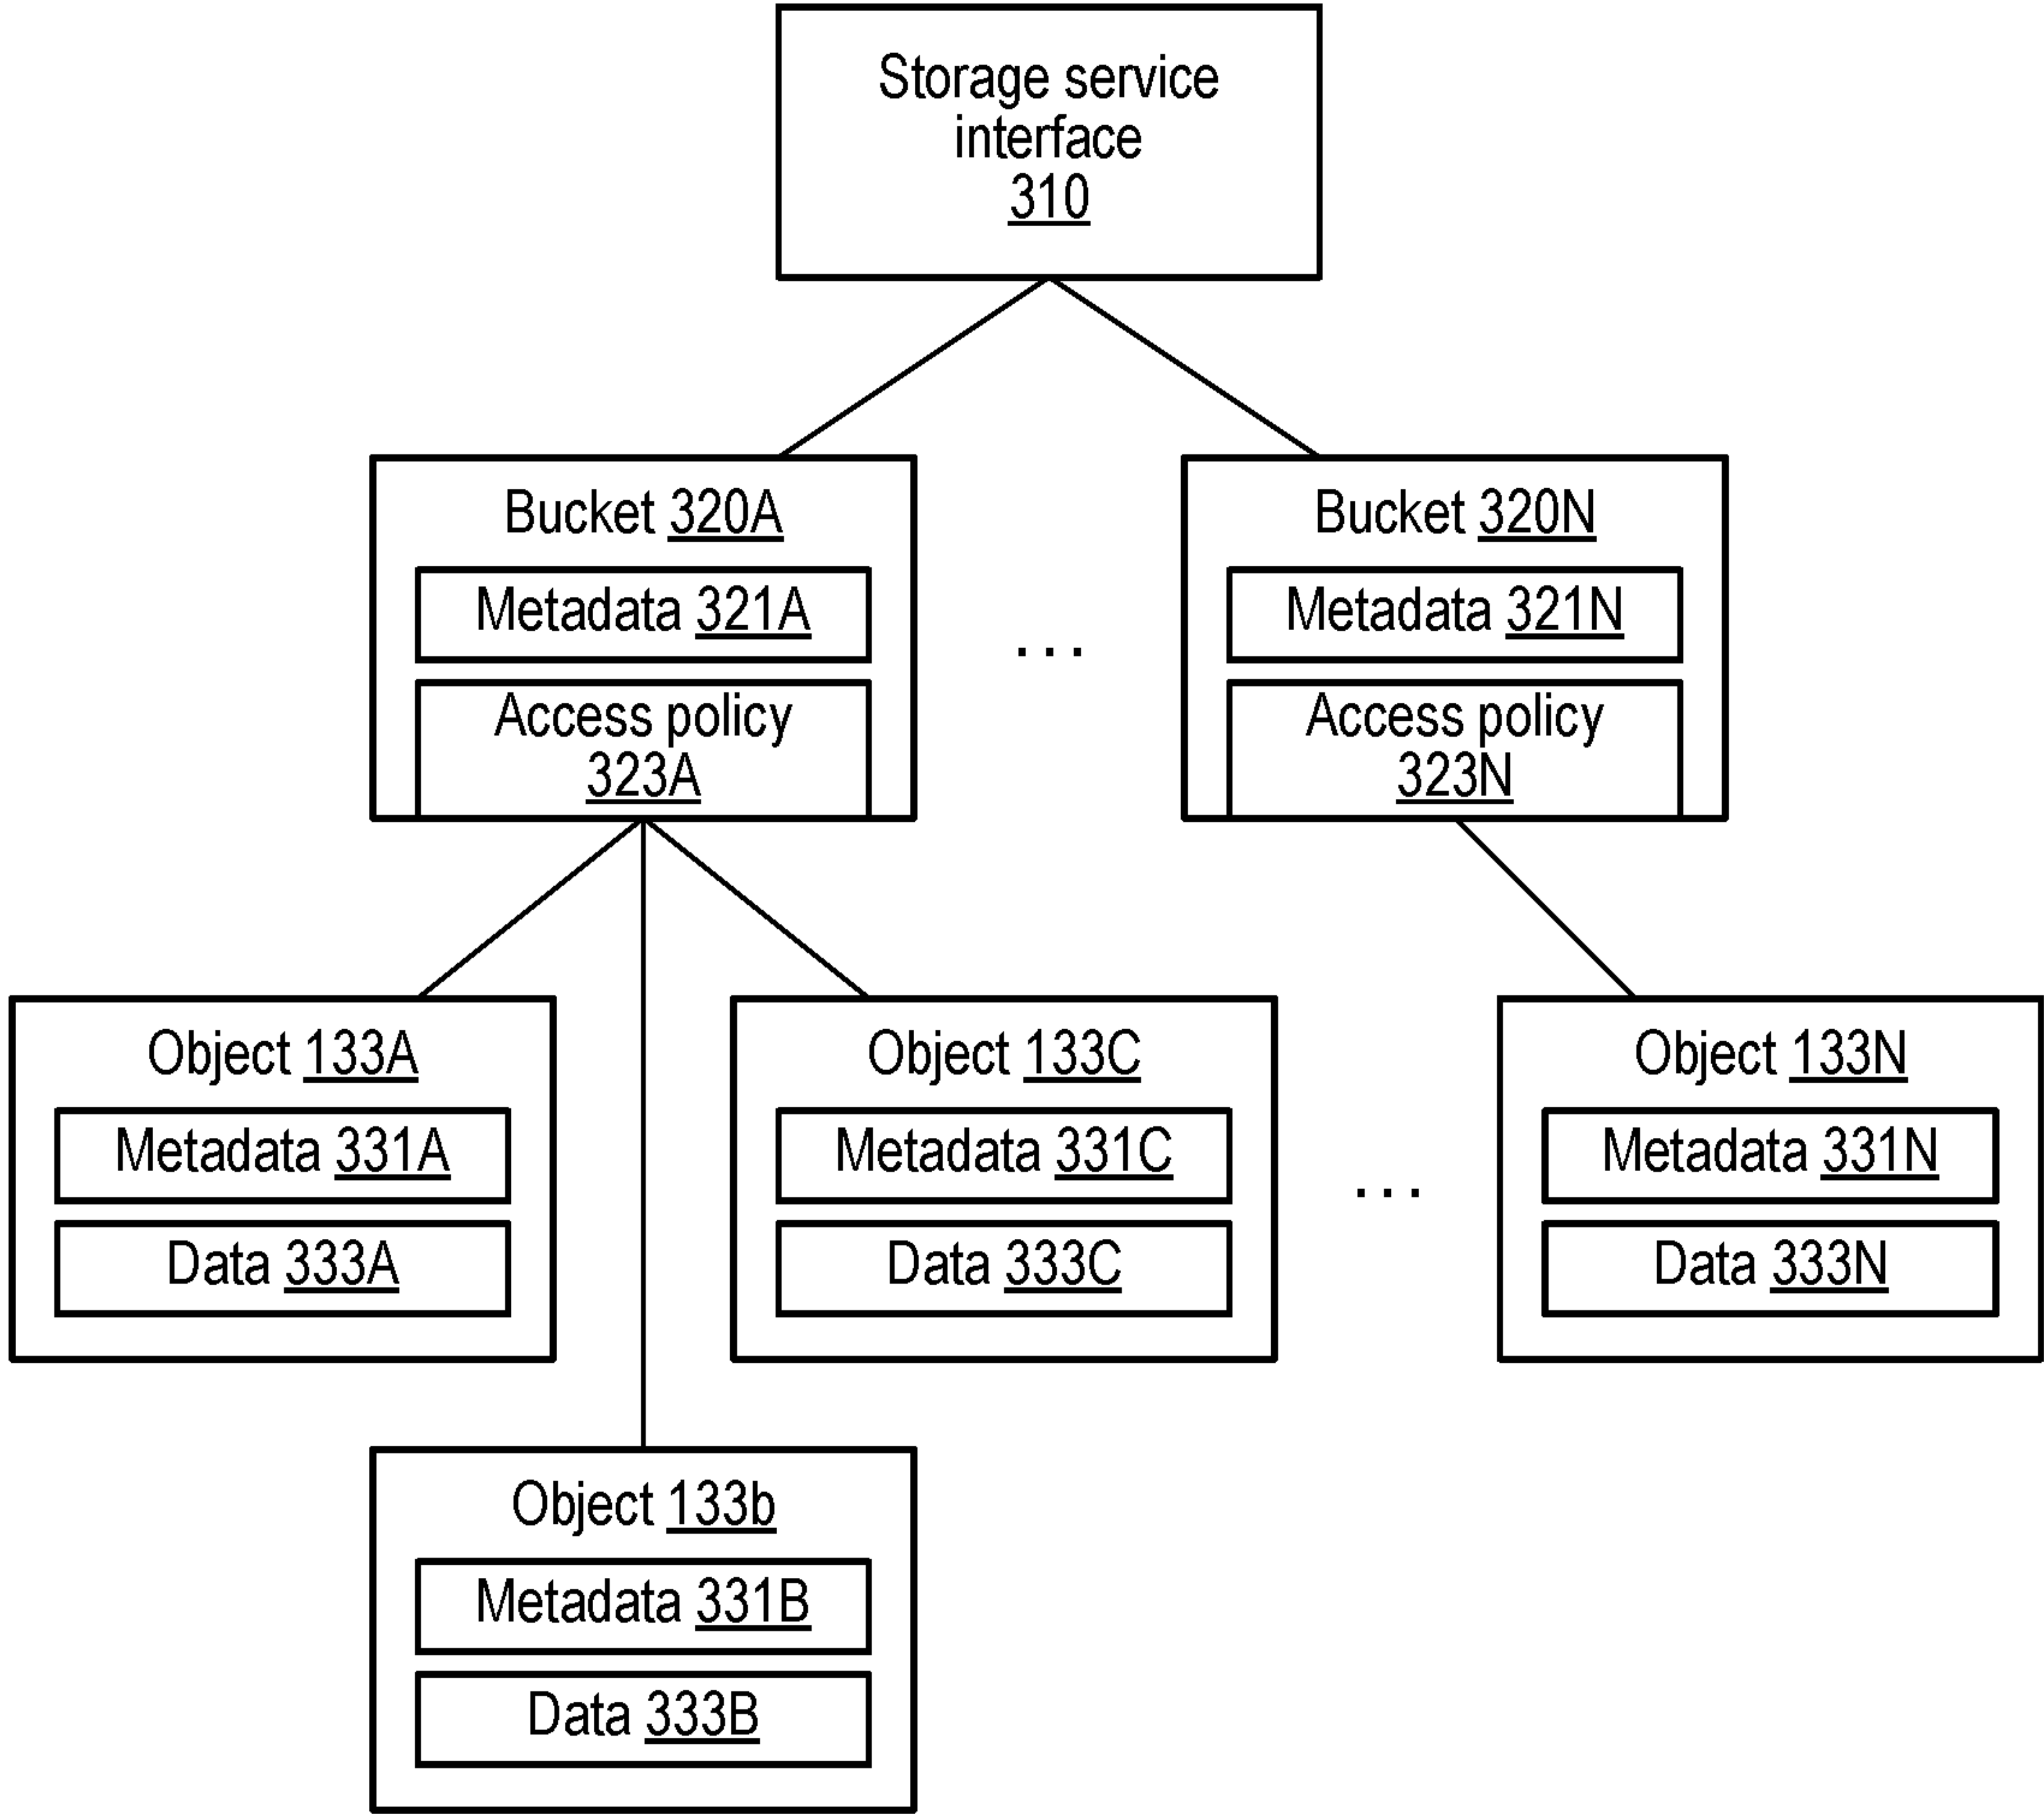 Storage service
interface
310
Bucket 320A
Metadata 321A
Access policy
323A
...
Bucket 320N
Metadata 321N
Access policy
323N
Object 133A
Metadata 331A
Data 333A
Object 133C
Metadata 331C
Data 333C
...
Object 133N
Metadata 331N
Data 333N
Object 133b
Metadata 331B
Data 333B